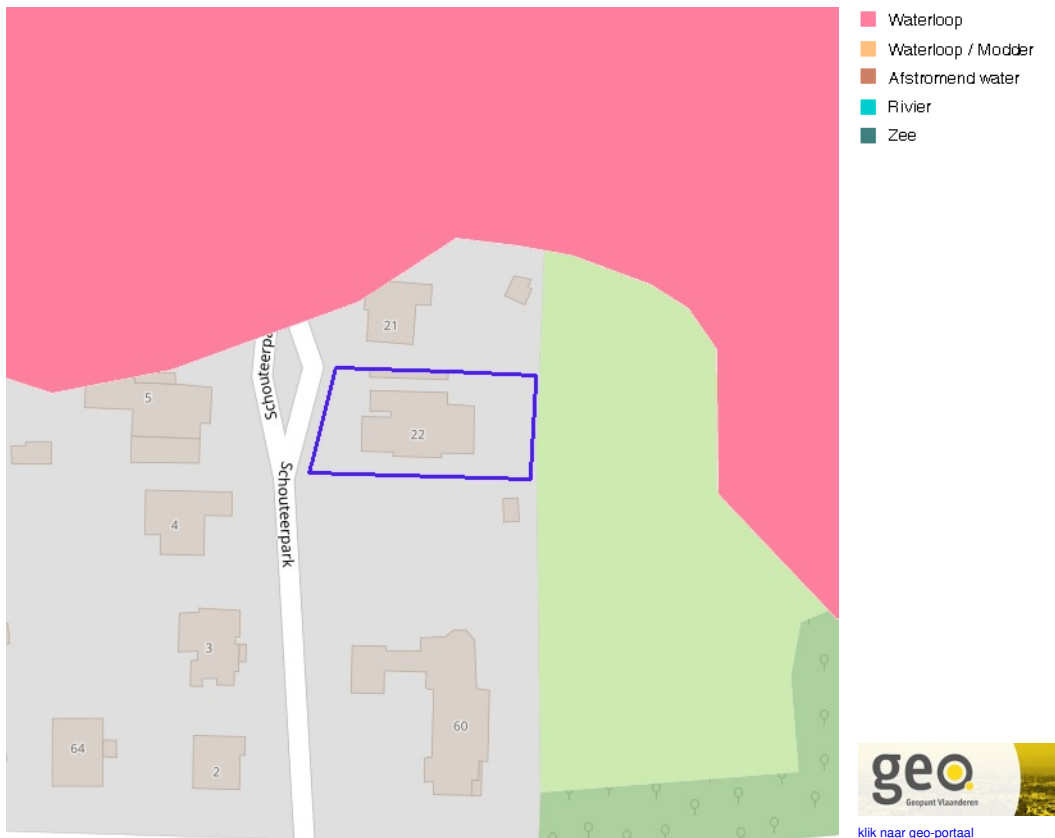 Waterloop
Waterloop / Modder
Afstromend water
Rivier
Zee
21
Schouteerpa
5
22
Schouteerpark
4
3
60
64
2
geo.
Geopunt Vlaanderen
klik naar geo-portaal